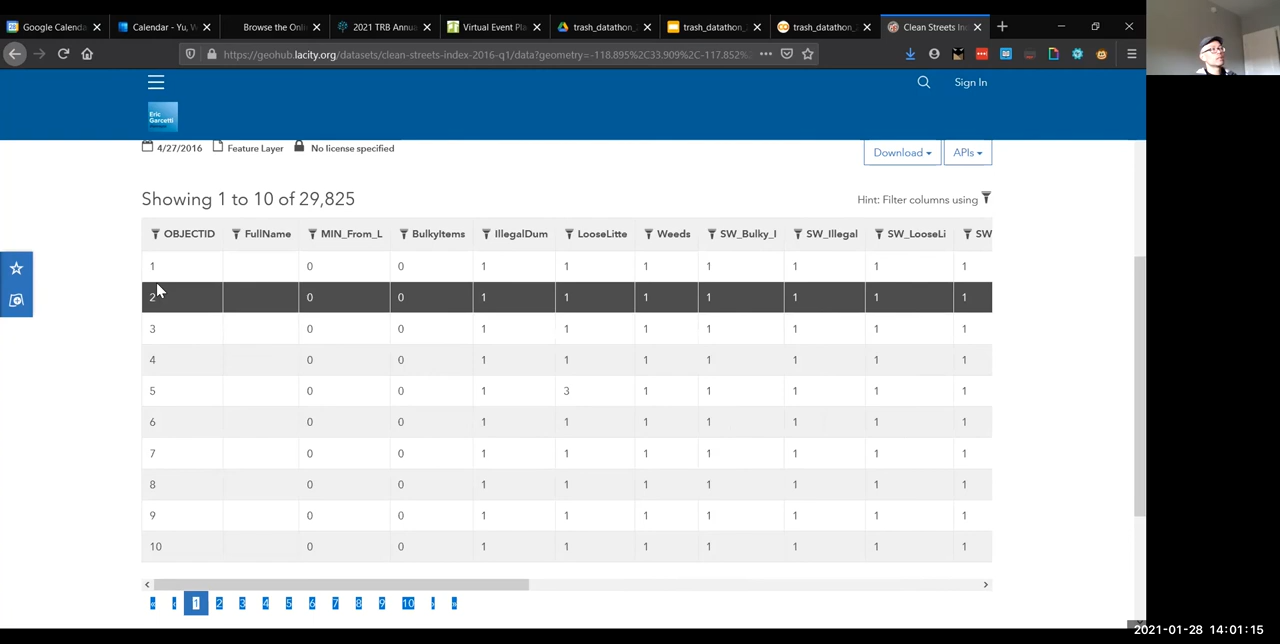 Google Calenda
Calendar - Yu, W
Browse the Onlin
2021 TRB Annua
Virtual Event Pla
trash_datathon_
trash_datathon_
trash_datathon_
Clean Streets In
https://geohub.lacity.org/datasets/clean-streets-index-2016-q1/data?geometry=-118.895%2C33.909%2C-117.852%
Sign In
Eric
Garcetti
4/27/2016 Feature Layer No license specified
Download APIs
Showing 1 to 10 of 29,825
Hint: Filter columns using
OBJECTID FullName MIN_From_L BulkyItems IllegalDum LooseLitte Weeds SW_Bulky_I SW_Illegal SW_LooseLi SW
1 0 0 1 1 1 1 1 1 1
2 0 0 1 1 1 1 1 1 1
3 0 0 1 1 1 1 1 1 1
4 0 0 1 1 1 1 1 1 1
5 0 0 1 3 1 1 1 1 1
6 0 0 1 1 1 1 1 1 1
7 0 0 1 1 1 1 1 1 1
8 0 0 1 1 1 1 1 1 1
9 0 0 1 1 1 1 1 1 1
10 0 0 1 1 1 1 1 1 1
« ‹ 1 2 3 4 5 6 7 8 9 10 › »
2021-01-28 14:01:15